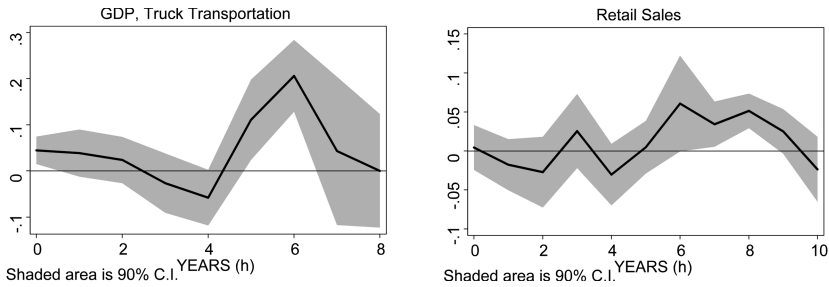 GDP, Truck Transportation
.3
.2
.1
0
-.1
0 2 4 6 8
YEARS (h)
Shaded area is 90% C.I.
Retail Sales
.15
.1
.05
0
-.05
-.1
0 2 4 6 8 10
YEARS (h)
Shaded area is 90% C.I.